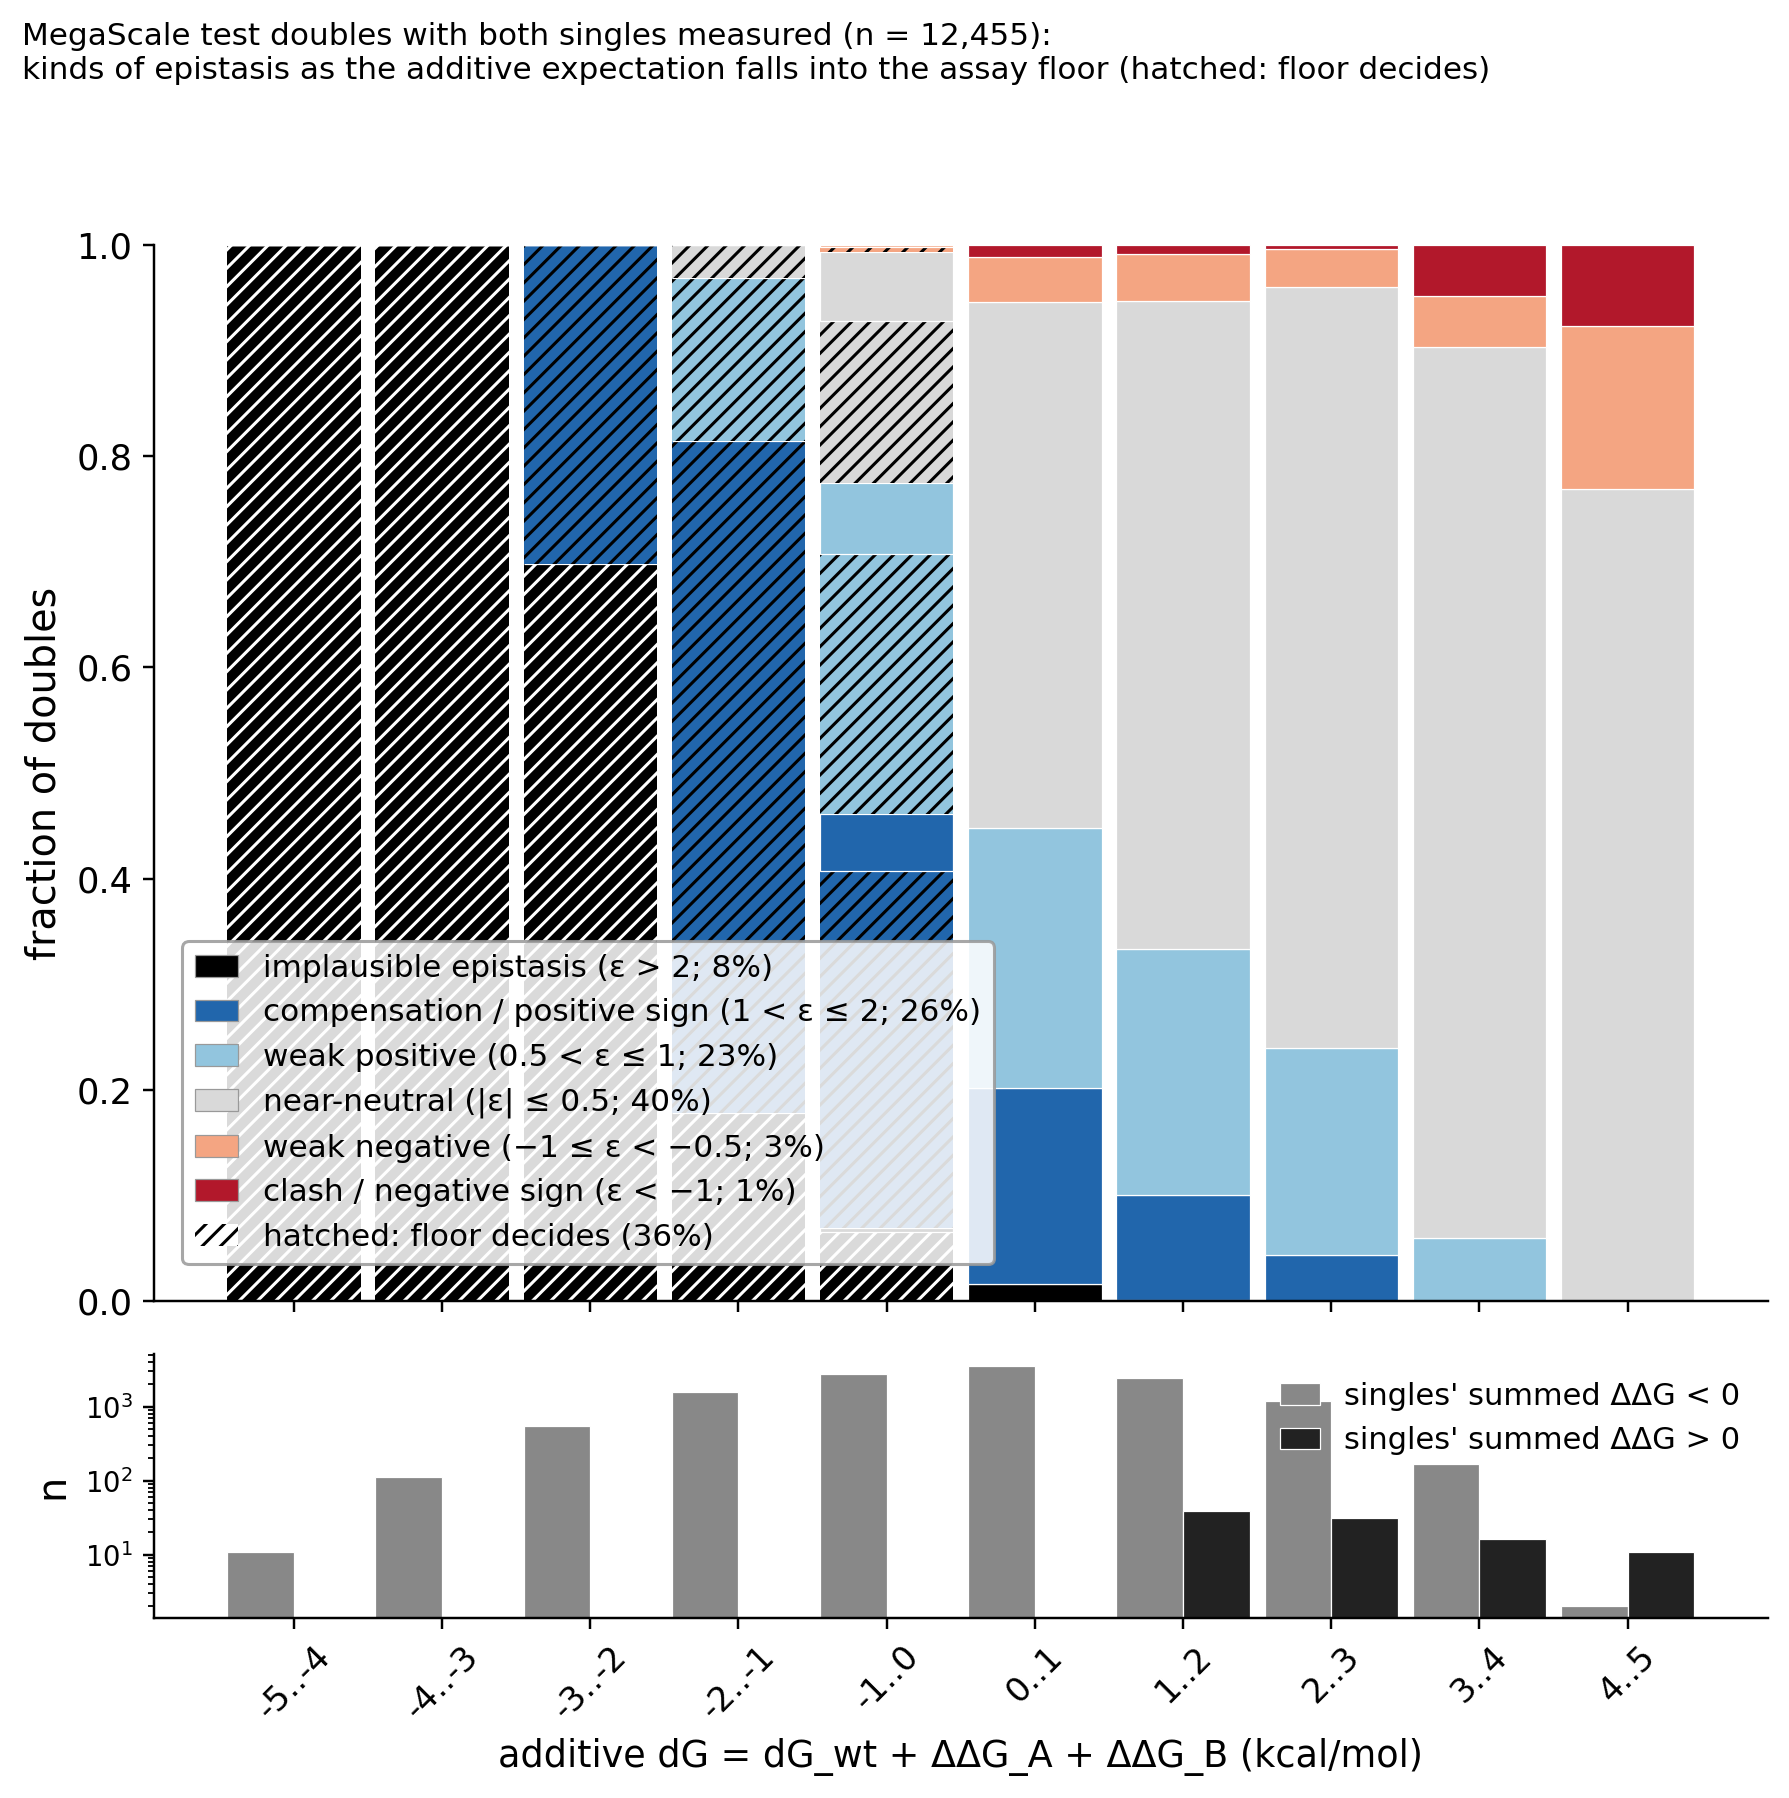 MegaScale test doubles with both singles measured (n = 12,455):
kinds of epistasis as the additive expectation falls into the assay floor (hatched: floor decides)
fraction of doubles
1.0
0.8
0.6
0.4
0.2
0.0
implausible epistasis (ε > 2; 8%)
compensation / positive sign (1 < ε ≤ 2; 26%)
weak positive (0.5 < ε ≤ 1; 23%)
near-neutral (|ε| ≤ 0.5; 40%)
weak negative (−1 ≤ ε < −0.5; 3%)
clash / negative sign (ε < −1; 1%)
hatched: floor decides (36%)
n
10³
10²
10¹
singles' summed ΔΔG < 0
singles' summed ΔΔG > 0
-5..-4
-4..-3
-3..-2
-2..-1
-1..0
0..1
1..2
2..3
3..4
4..5
additive dG = dG_wt + ΔΔG_A + ΔΔG_B (kcal/mol)